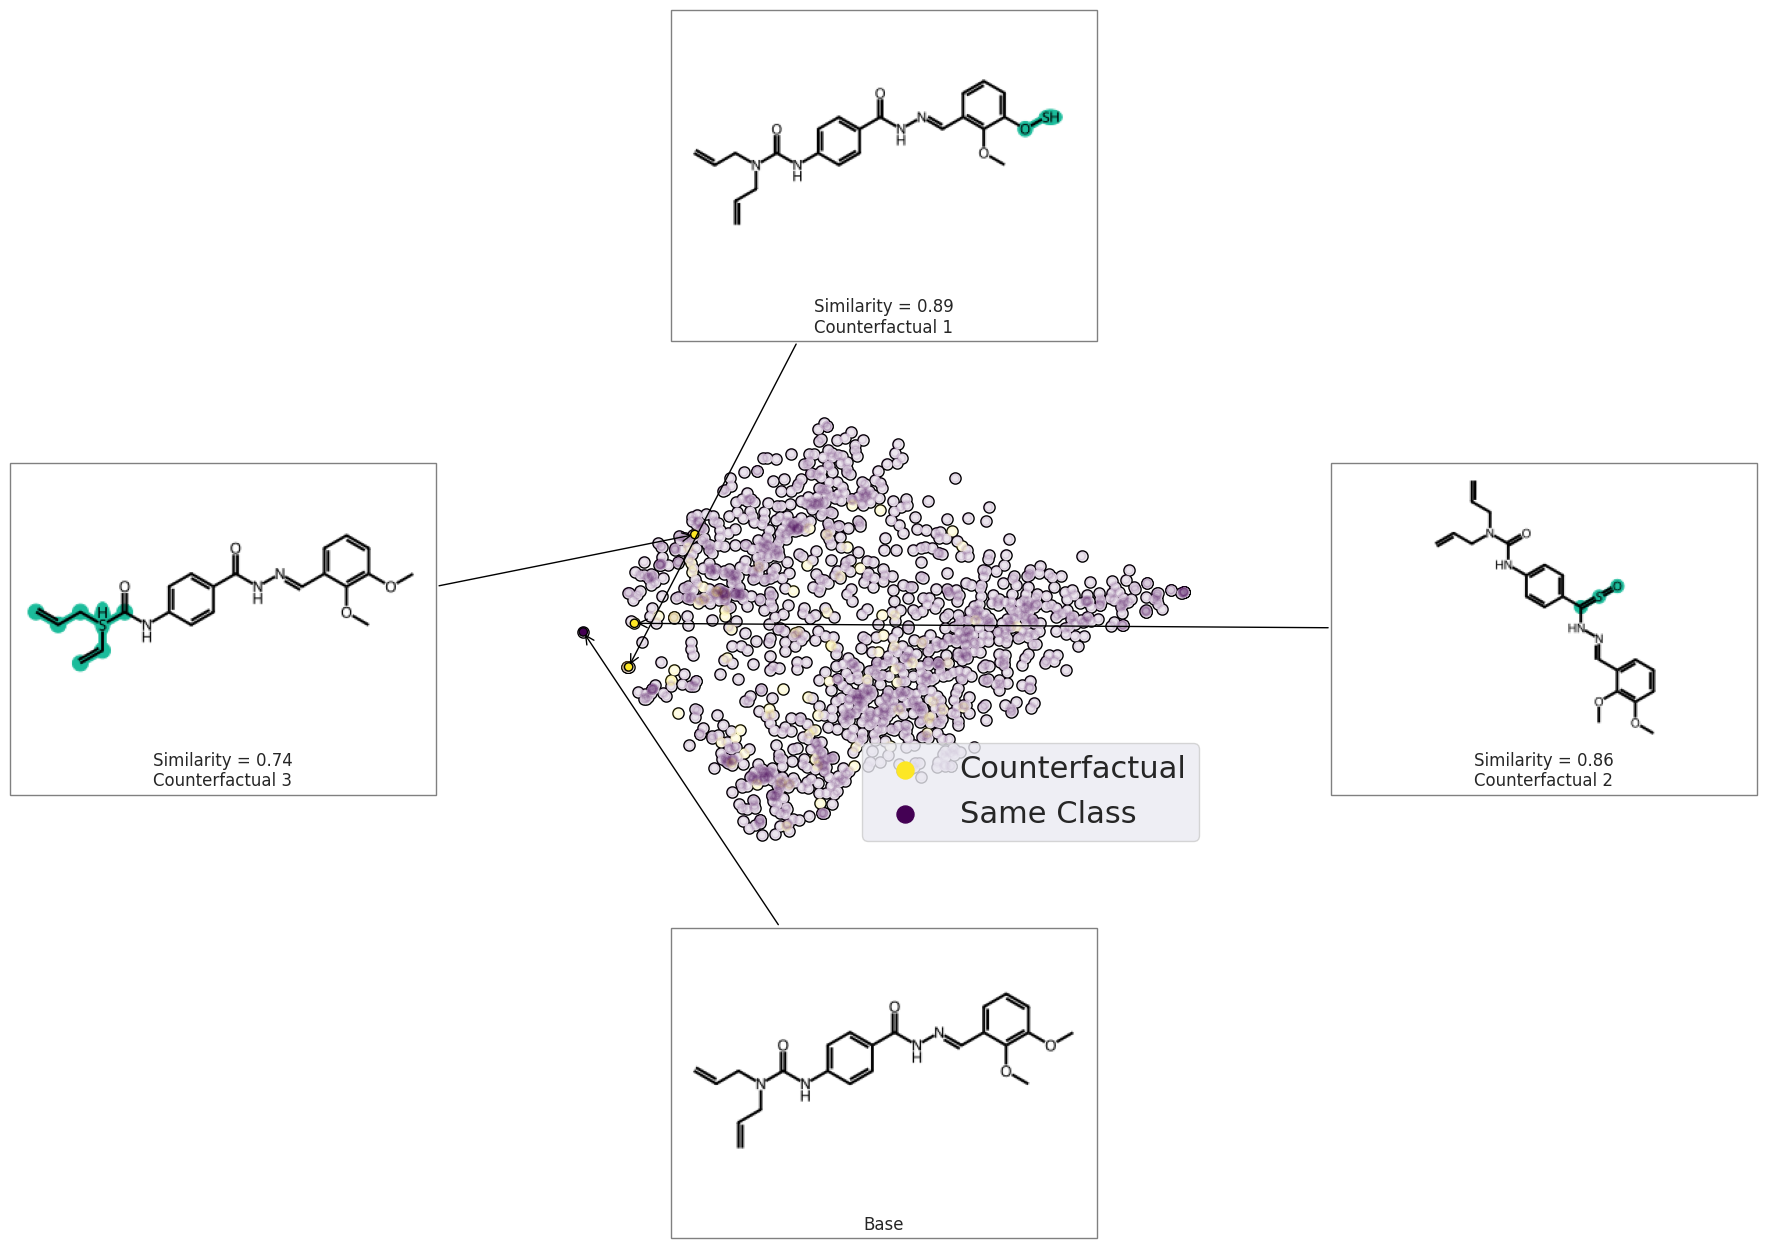 O
O
N
H
N
N
H
O
SH
O
Similarity = 0.89
Counterfactual 1
O
O
H
S
N
H
N
H
N
O
O
Similarity = 0.74
Counterfactual 3
N
O
HN
S
O
HN
N
O
O
Similarity = 0.86
Counterfactual 2
Counterfactual
Same Class
O
O
N
N
H
N
H
N
O
O
Base